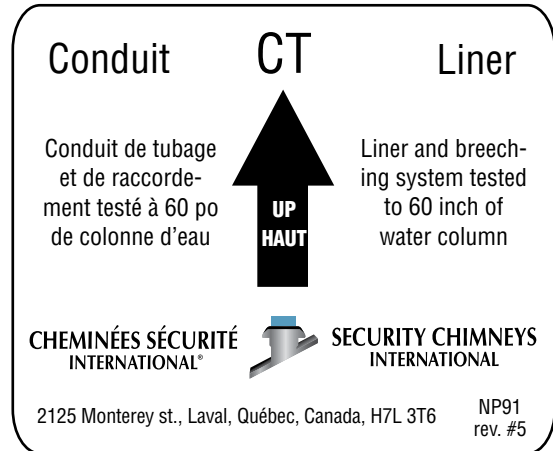 Conduit CT Liner
Conduit de tubage
et de raccorde-
ment testé à 60 po
de colonne d'eau
UP
HAUT
Liner and breech-
ing system tested
to 60 inch of
water column
CHEMINÉES SÉCURITÉ
INTERNATIONAL®
SECURITY CHIMNEYS
INTERNATIONAL
2125 Monterey st., Laval, Québec, Canada, H7L 3T6
NP91
rev. #5